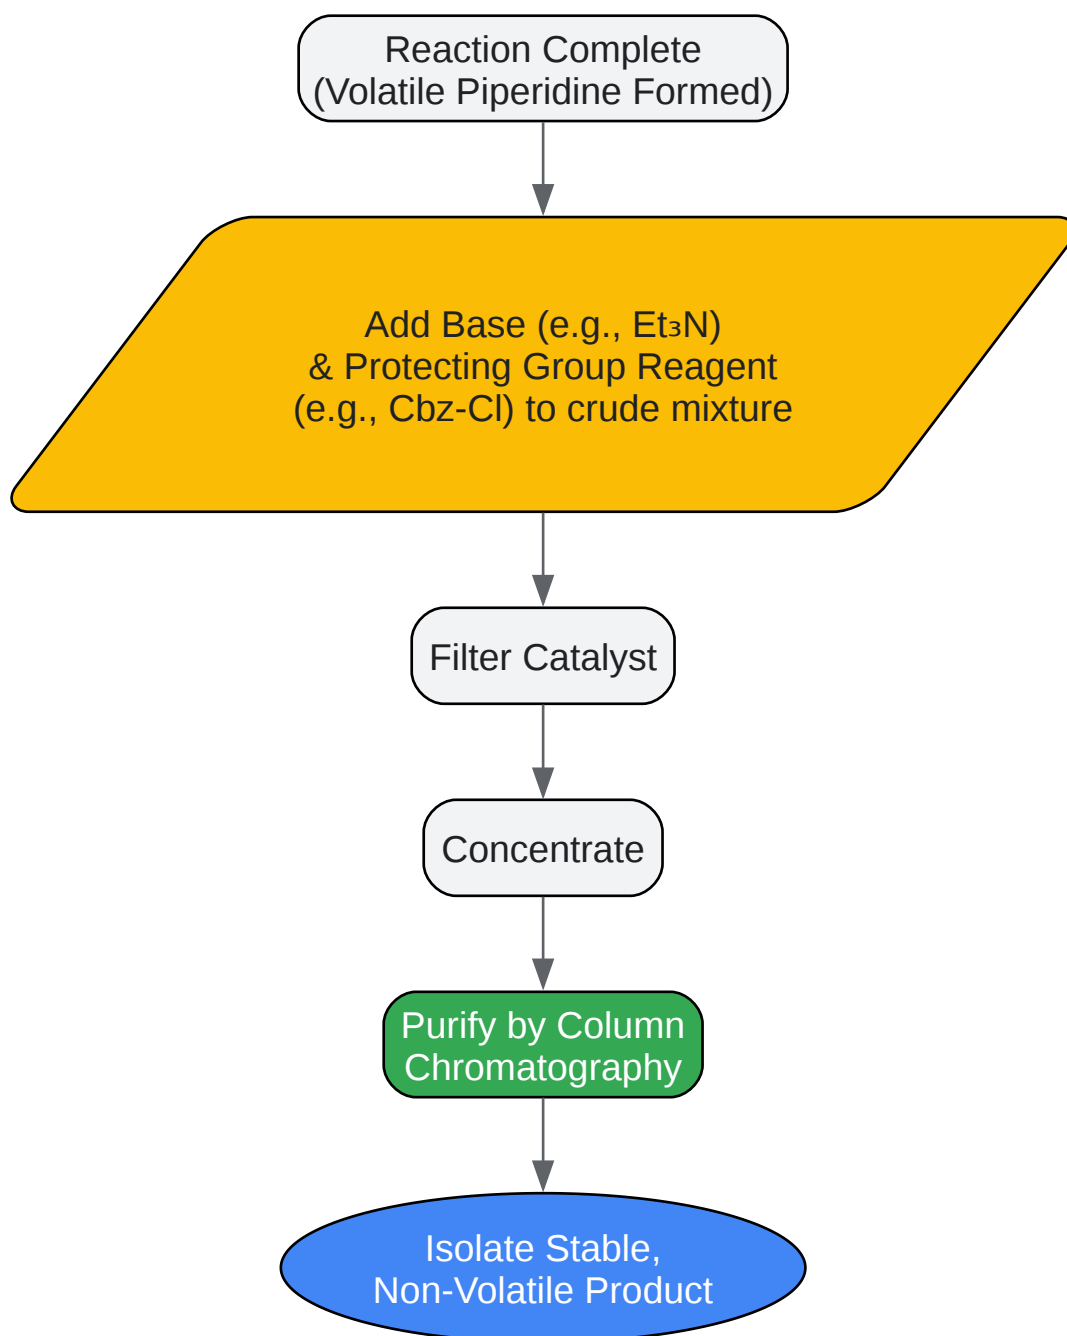 Reaction Complete
(Volatile Piperidine Formed)
Add Base (e.g., Et₃N)
& Protecting Group Reagent
(e.g., Cbz-Cl) to crude mixture
Filter Catalyst
Concentrate
Purify by Column
Chromatography
Isolate Stable,
Non-Volatile Product